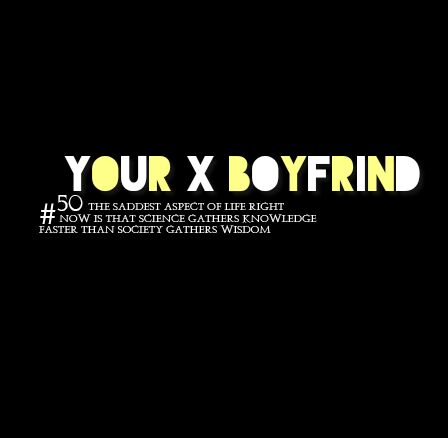 YOUR X BOYFRIND
#50 THE SADDEST ASPECT OF LIFE RIGHT
NOW IS THAT SCIENCE GATHERS KNOWLEDGE
FASTER THAN SOCIETY GATHERS WISDOM